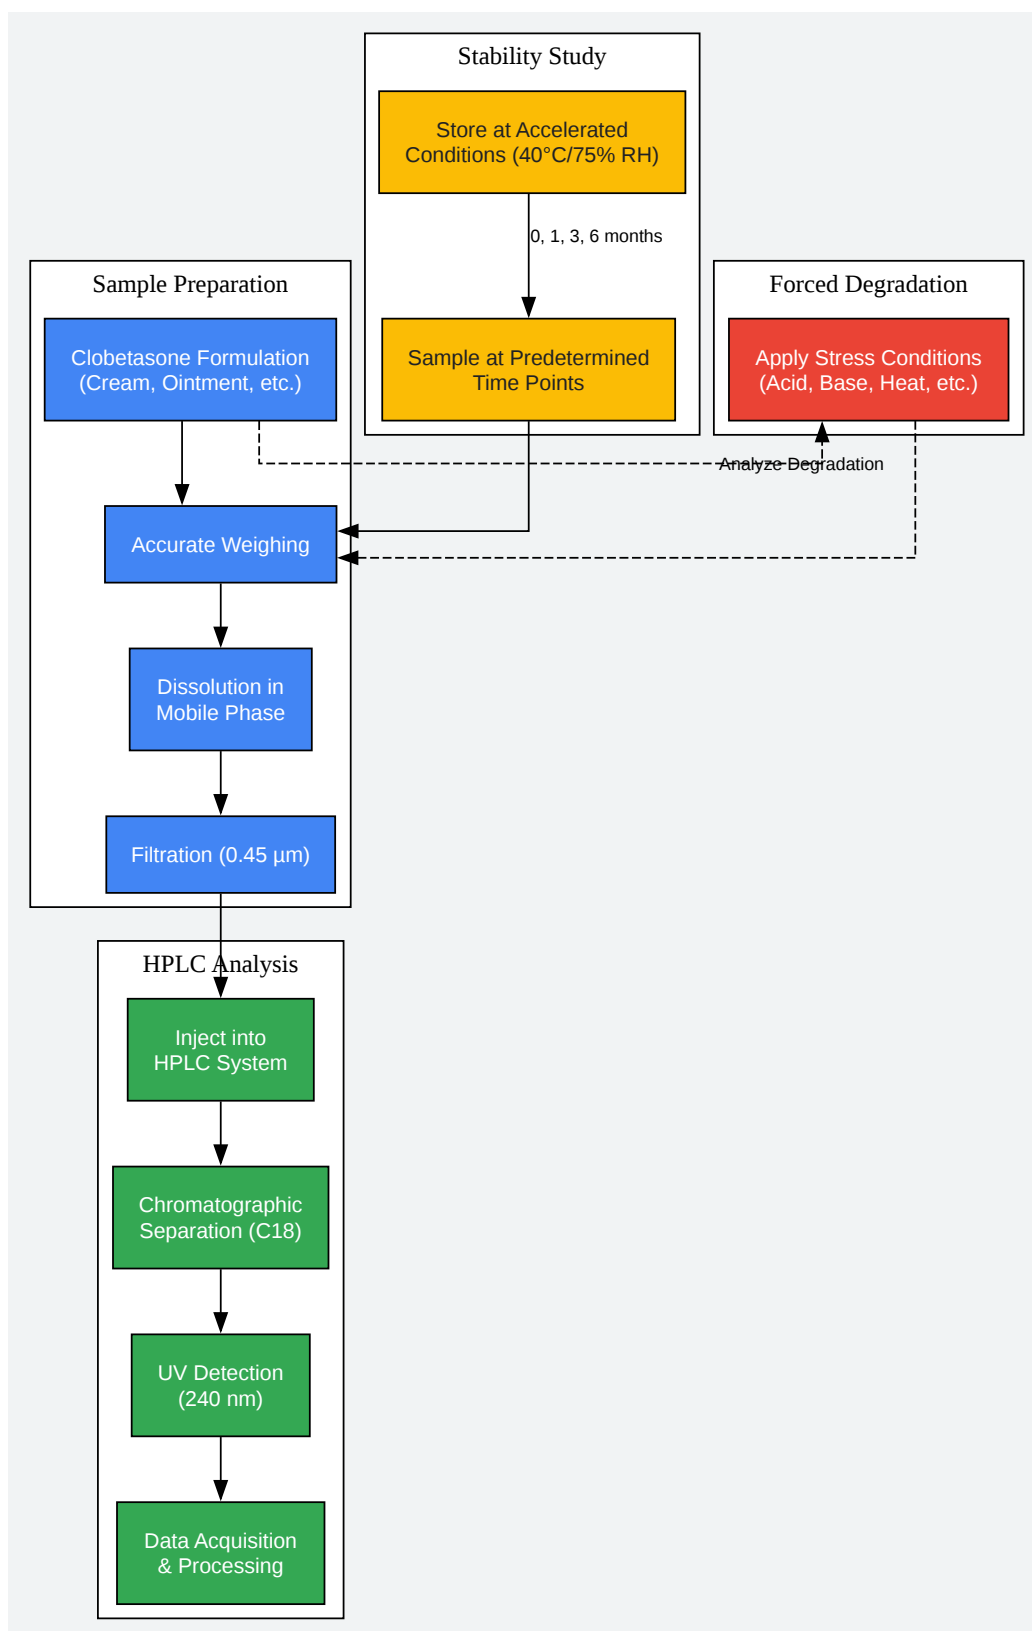 Stability Study
Store at Accelerated
Conditions (40°C/75% RH)
0, 1, 3, 6 months
Sample at Predetermined
Time Points
Sample Preparation
Clobetasone Formulation
(Cream, Ointment, etc.)
Forced Degradation
Apply Stress Conditions
(Acid, Base, Heat, etc.)
Analyze Degradation
Accurate Weighing
Dissolution in
Mobile Phase
Filtration (0.45 µm)
HPLC Analysis
Inject into
HPLC System
Chromatographic
Separation (C18)
UV Detection
(240 nm)
Data Acquisition
& Processing